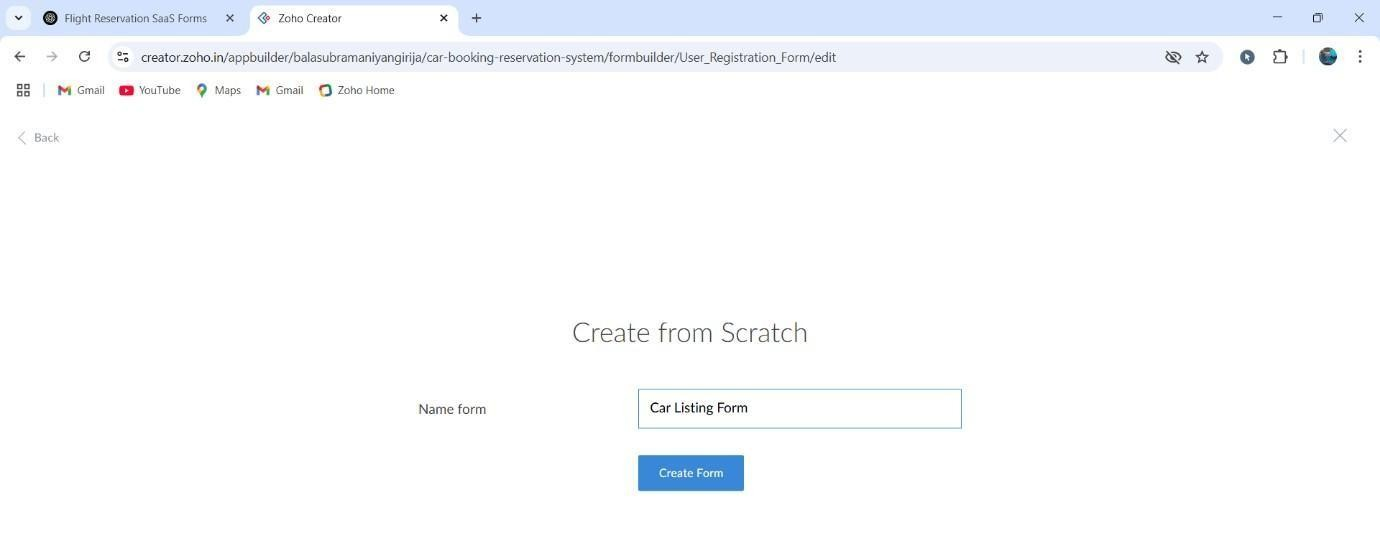 Flight Reservation SaaS Forms
Zoho Creator
creator.zoho.in/appbuilder/balasubramaniyangirija/car-booking-reservation-system/formbuilder/User_Registration_Form/edit
Gmail YouTube Maps Gmail Zoho Home
Back
Create from Scratch
Name form
Car Listing Form
Create Form